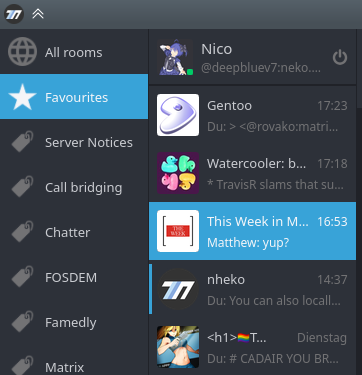 All rooms
Favourites
Server Notices
Call bridging
Chatter
FOSDEM
Famedly
Matrix
Nico
@deepbluev7:neko....
Gentoo 17:23
Du: > <@rovako:matri...
Watercooler: b... 17:18
* TravisR slams that su...
THE WEEK
This Week in M... 16:53
Matthew: yup?
nheko 14:37
Du: You can also locall...
<h1>🏳️‍🌈T... Dienstag
Du: # CADAIR YOU BR...